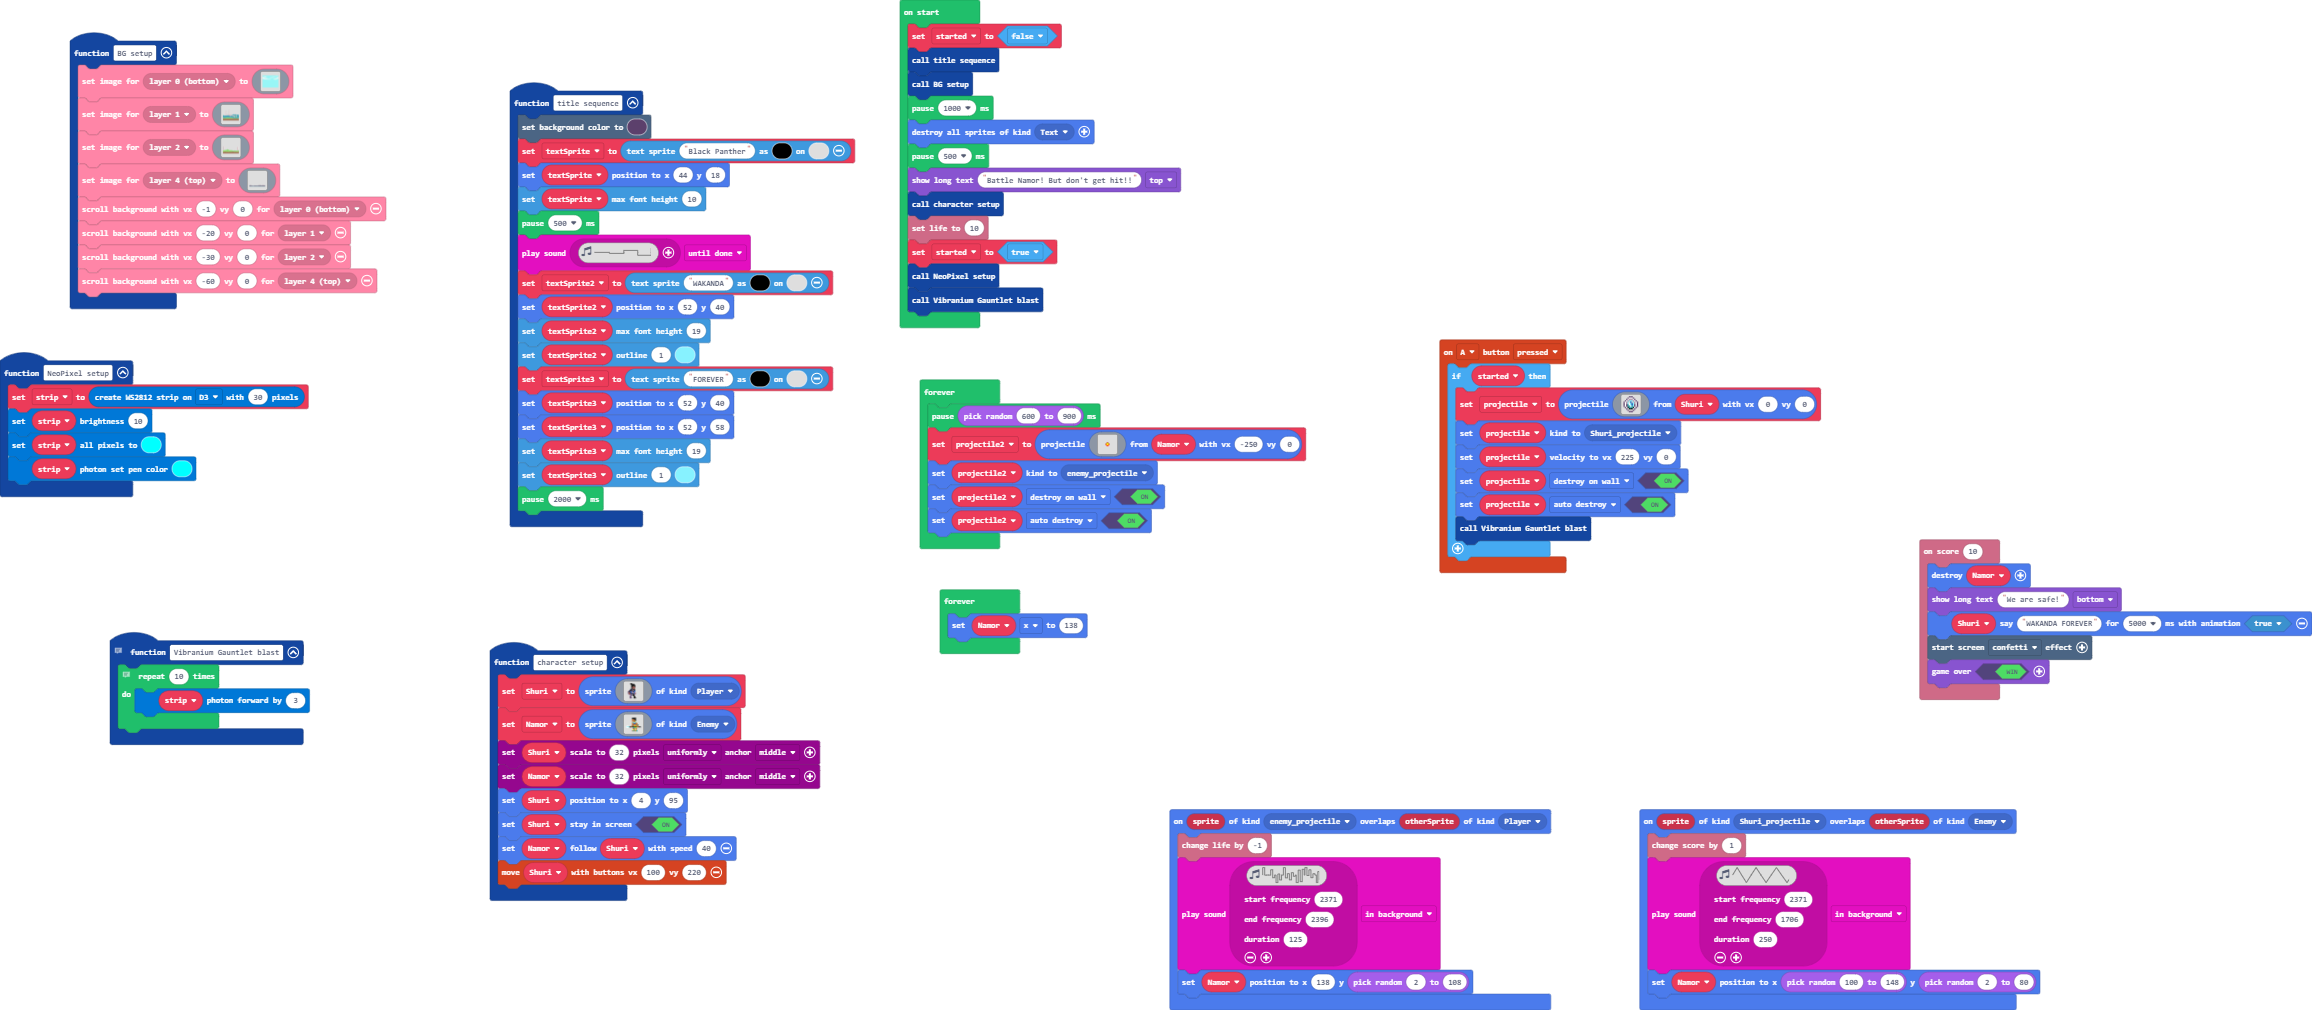 function BG setup
set image for layer 0 (bottom) to
set image for layer 1 to
set image for layer 2 to
set image for layer 4 (top) to
scroll background with vx -1 vy 0 for layer 0 (bottom)
scroll background with vx -20 vy 0 for layer 1
scroll background with vx -30 vy 0 for layer 2
scroll background with vx -60 vy 0 for layer 4 (top)
function NeoPixel setup
set strip to create WS2812 strip on D3 with 30 pixels
set strip brightness 10
set strip all pixels to
strip photon set pen color
function Vibranium Gauntlet blast
repeat 10 times
do
strip photon forward by 3
function title sequence
set background color to
set textSprite to text sprite "Black Panther" as on
set textSprite position to x 44 y 18
set textSprite max font height 10
pause 500 ms
play sound until done
set textSprite2 to text sprite "WAKANDA" as on
set textSprite2 position to x 52 y 40
set textSprite2 max font height 19
set textSprite2 outline 1
set textSprite3 to text sprite "FOREVER" as on
set textSprite3 position to x 52 y 40
set textSprite3 position to x 52 y 58
set textSprite3 max font height 19
set textSprite3 outline 1
pause 2000 ms
function character setup
set Shuri to sprite of kind Player
set Namor to sprite of kind Enemy
set Shuri scale to 32 pixels uniformly anchor middle
set Namor scale to 32 pixels uniformly anchor middle
set Shuri position to x 4 y 95
set Shuri stay in screen ON
set Namor follow Shuri with speed 40
move Shuri with buttons vx 100 vy 220
on start
set started to false
call title sequence
call BG setup
pause 1000 ms
destroy all sprites of kind Text
pause 500 ms
show long text "Battle Namor! But don't get hit!!" top
call character setup
set life to 10
set started to true
call NeoPixel setup
call Vibranium Gauntlet blast
forever
pause pick random 600 to 900 ms
set projectile2 to projectile from Namor with vx -250 vy 0
set projectile2 kind to enemy_projectile
set projectile2 destroy on wall ON
set projectile2 auto destroy ON
forever
set Namor x to 138
on A button pressed
if started then
set projectile to projectile from Shuri with vx 0 vy 0
set projectile kind to Shuri_projectile
set projectile velocity to vx 225 vy 0
set projectile destroy on wall ON
set projectile auto destroy ON
call Vibranium Gauntlet blast
on score 10
destroy Namor
show long text "We are safe!" bottom
Shuri say "WAKANDA FOREVER" for 5000 ms with animation true
start screen confetti effect
game over WIN
on sprite of kind enemy_projectile overlaps otherSprite of kind Player
change life by -1
start frequency 2371
play sound in background
end frequency 2396
duration 125
set Namor position to x 138 y pick random 2 to 108
on sprite of kind Shuri_projectile overlaps otherSprite of kind Enemy
change score by 1
start frequency 2371
play sound in background
end frequency 1706
duration 250
set Namor position to x pick random 100 to 148 y pick random 2 to 80